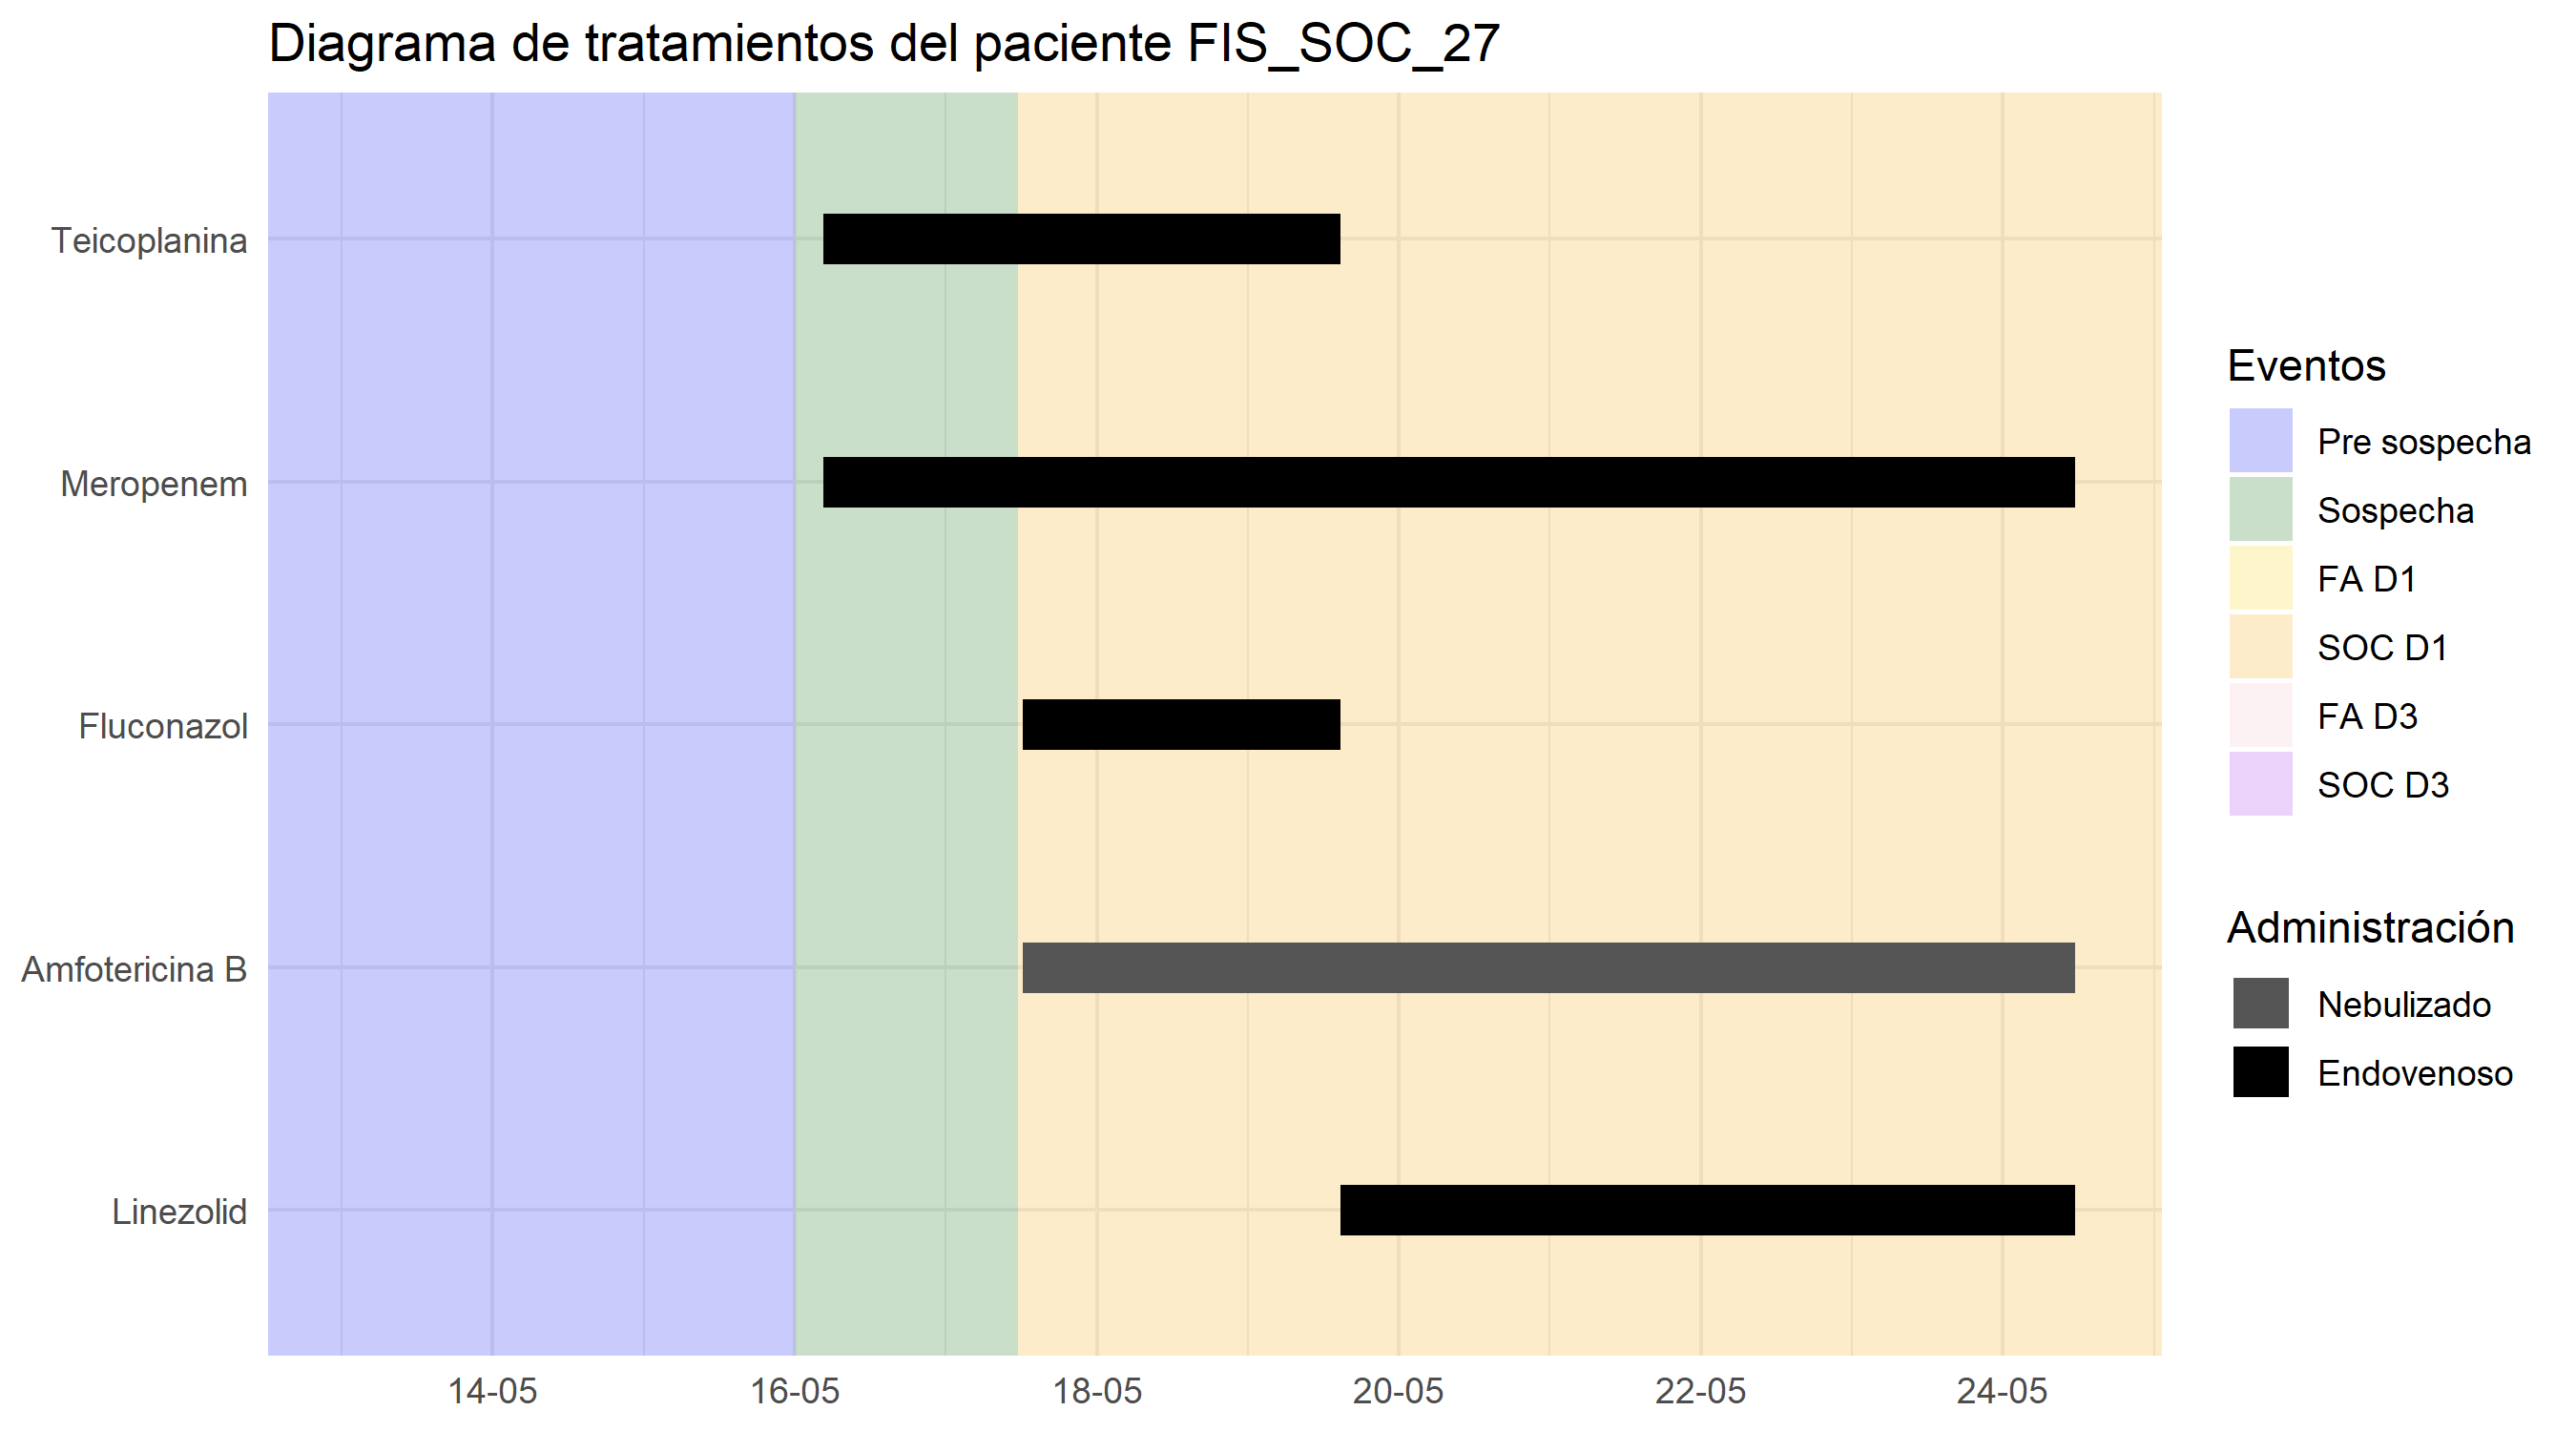 Diagrama de tratamientos del paciente FIS_SOC_27
Teicoplanina
Meropenem
Fluconazol
Amfotericina B
Linezolid
14-05
16-05
18-05
20-05
22-05
24-05
Eventos
Pre sospecha
Sospecha
FA D1
SOC D1
FA D3
SOC D3
Administración
Nebulizado
Endovenoso